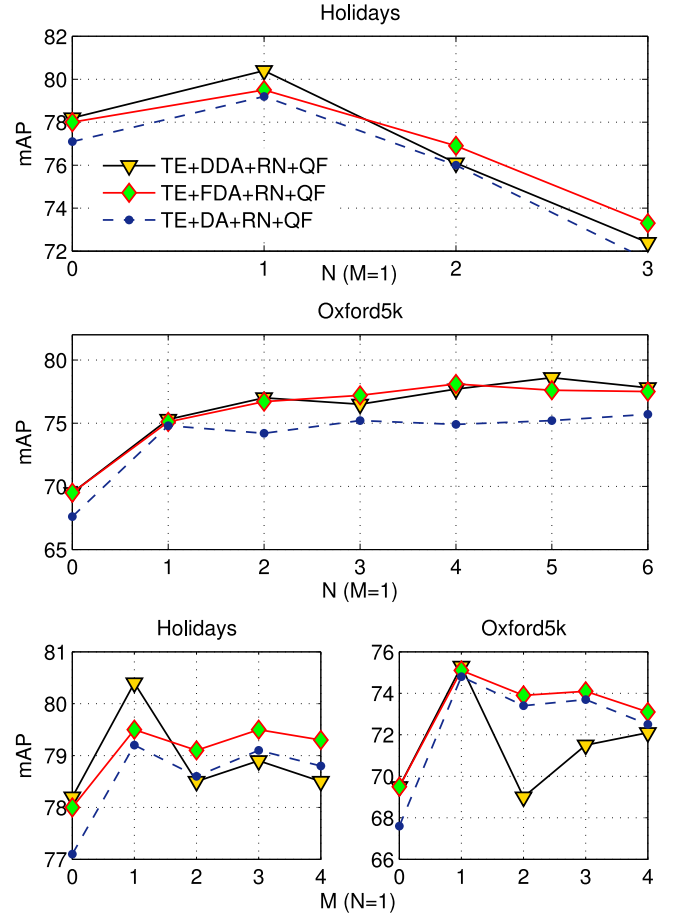 Holidays
82
80
78
76
74
72
mAP
TE+DDA+RN+QF
TE+FDA+RN+QF
TE+DA+RN+QF
0 1 2 3
N (M=1)
Oxford5k
80
75
70
65
mAP
0 1 2 3 4 5 6
N (M=1)
Holidays
81
80
79
78
77
mAP
0 1 2 3 4
Oxford5k
76
74
72
70
68
66
0 1 2 3 4
M (N=1)